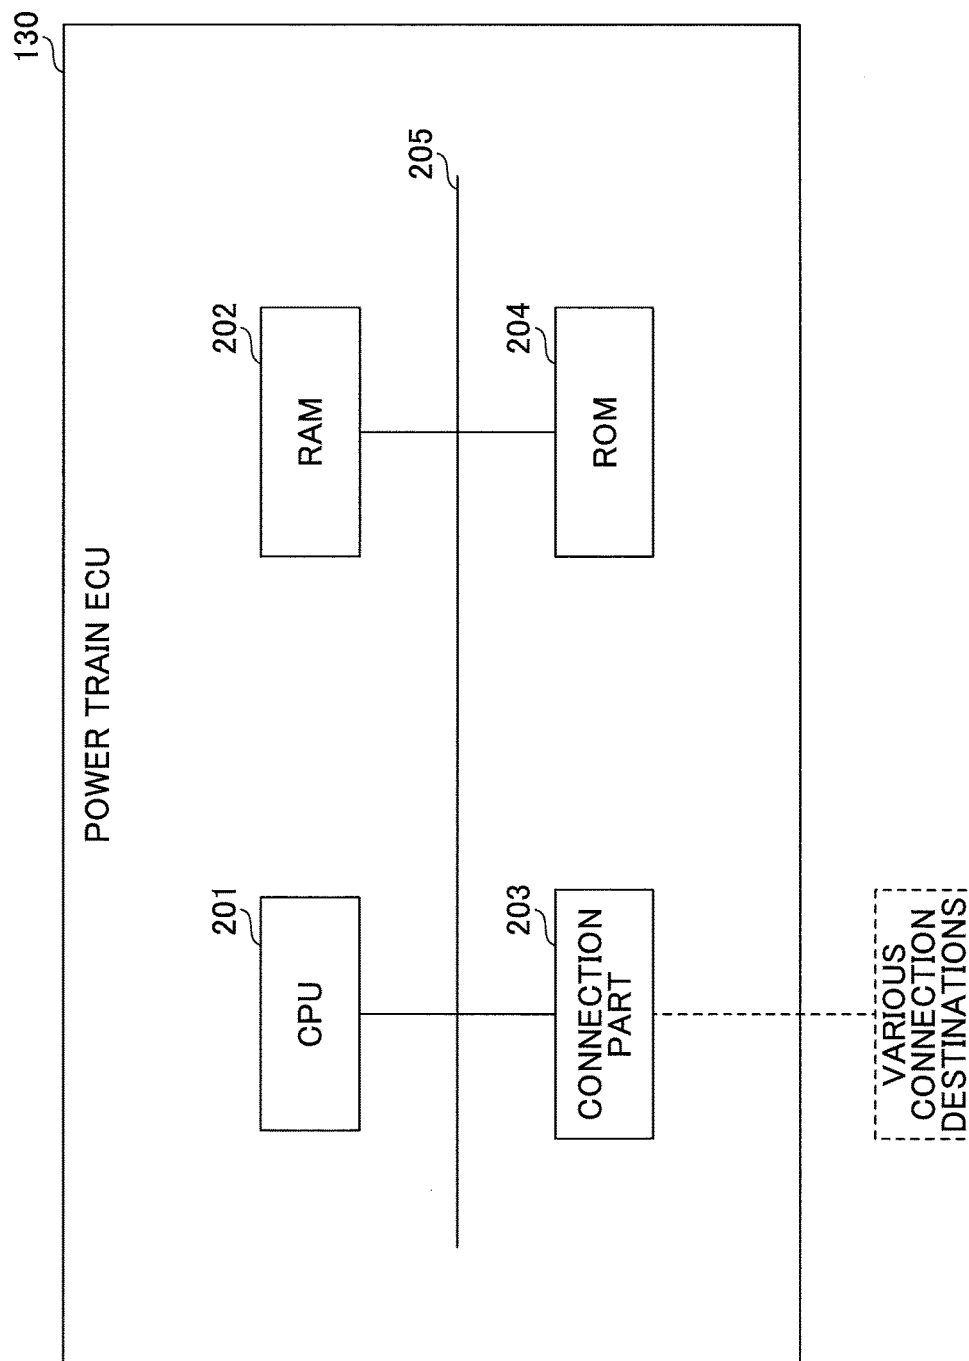 130
POWER TRAIN ECU
201
CPU
202
RAM
205
203
CONNECTION
PART
204
ROM
VARIOUS
CONNECTION
DESTINATIONS